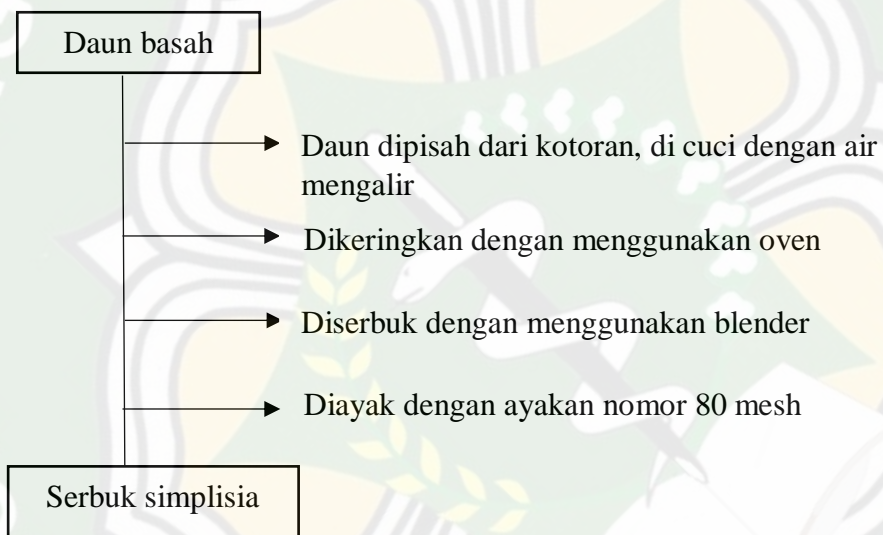 Daun basah
Daun dipisah dari kotoran, di cuci dengan air
mengalir
Dikeringkan dengan menggunakan oven
Diserbuk dengan menggunakan blender
Diayak dengan ayakan nomor 80 mesh
Serbuk simplisia